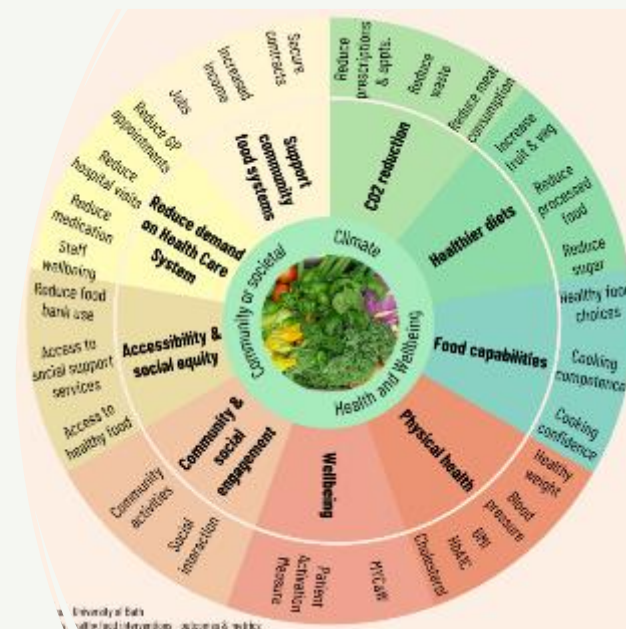 Climate
Health and Wellbeing
Community or societal
CO2 reduction
Reduce
prescriptions
& appts.
Reduce
waste
Reduce meat
consumption
Healthier diets
Increase
fruit & veg
Reduce
processed
food
Reduce
sugar
Food capabilities
Healthy food
choices
Cooking
competence
Cooking
confidence
Physical health
Healthy
weight
Blood
pressure
BMI
HbA1C
Cholesterol
Wellbeing
MYCaW
Patient
Activation
Measure
Community &
social
engagement
Social
interaction
Community
activities
Accessibility &
social equity
Access to
healthy food
Access to
social support
services
Reduce food
bank use
Reduce demand
on Health Care
System
Staff
wellbeing
Reduce
medication
Reduce
hospital visits
Reduce GP
appointments
Support
community
food systems
Jobs
Increased
income
Secure
contracts
University of Bath
food interventions outcomes & metrics